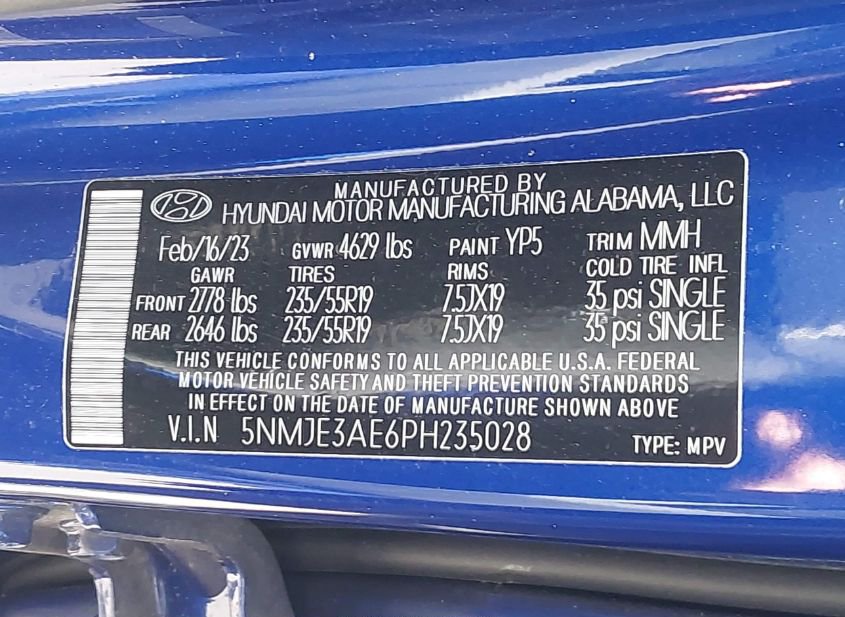 MANUFACTURED BY
HYUNDAI MOTOR MANUFACTURING ALABAMA, LLC
Feb/16/23 GVWR 4629 lbs PAINT YP5 TRIM MMH
GAWR TIRES RIMS COLD TIRE INFL
FRONT 2778 lbs 235/55R19 7.5JX19 35 psi SINGLE
REAR 2646 lbs 235/55R19 7.5JX19 35 psi SINGLE
THIS VEHICLE CONFORMS TO ALL APPLICABLE U.S.A. FEDERAL
MOTOR VEHICLE SAFETY AND THEFT PREVENTION STANDARDS
IN EFFECT ON THE DATE OF MANUFACTURE SHOWN ABOVE
V.I.N 5NMJE3AE6PH235028 TYPE: MPV